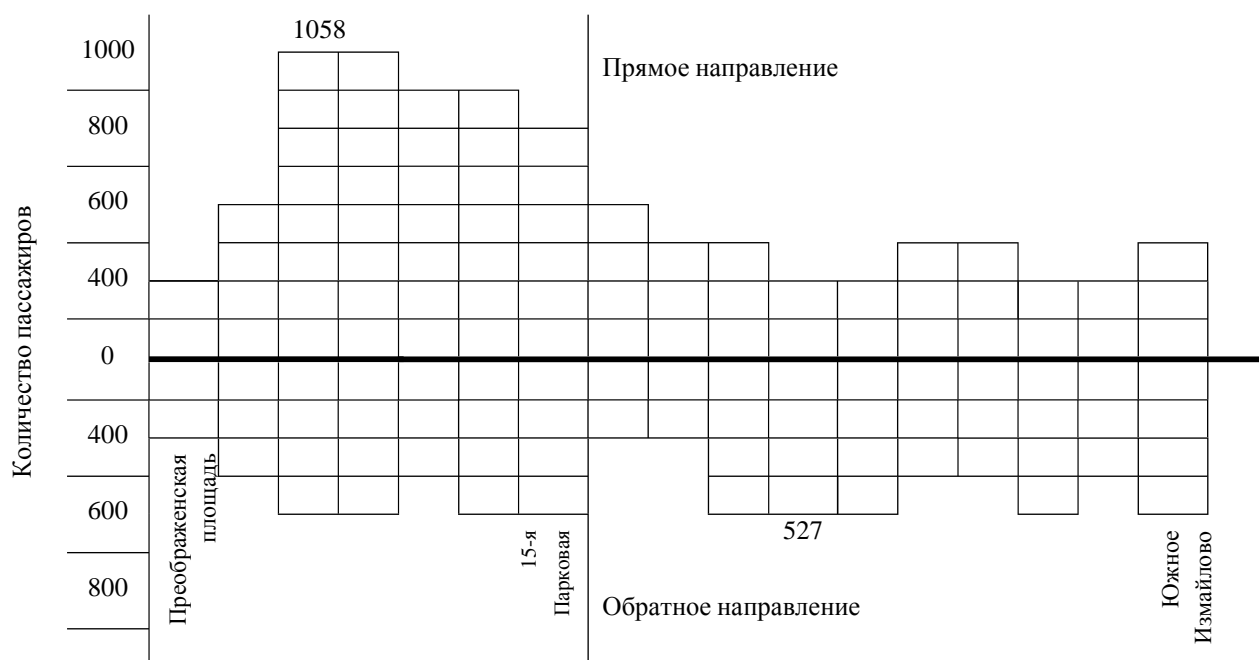 1058
1000
Прямое направление
800
600
400
0
400
600
800
Количество пассажиров
Преображенская
площадь
15-я
Парковая
527
Южное
Измайлово
Обратное направление